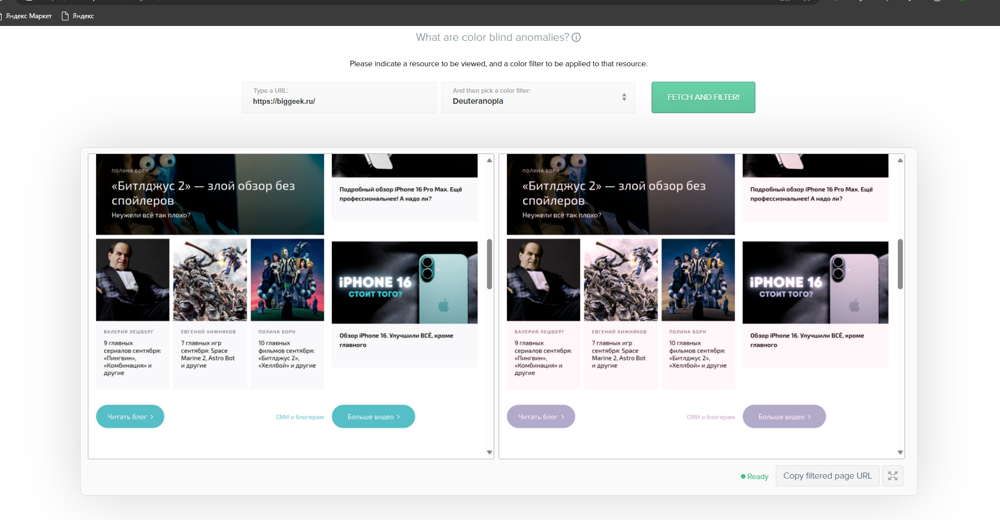 Яндекс Маркет
Яндекс
What are color blind anomalies?
Please indicate a resource to be viewed, and a color filter to be applied to that resource.
Type a URL:
https://biggeek.ru/
And then pick a color filter:
Deuteranopia
FETCH AND FILTER!
ПОЛИНА БОРН
«Битлджус 2» — злой обзор без
спойлеров
Неужели всё так плохо?
Подробный обзор iPhone 16 Pro Max. Ещё
профессиональнее! А надо ли?
iPHONE 16
СТОИТ ТОГО?
ВАЛЕРИЯ ЛЕШБЕРГ
9 главных
сериалов сентября:
«Пингвин»,
«Комбинация» и
другие
ЕВГЕНИЙ ХИЖНЯКОВ
7 главных игр
сентября: Space
Marine 2, Astro Bot
и другие
ПОЛИНА БОРН
10 главных
фильмов сентября:
«Битлджус 2»,
«Хеллбой» и другие
Обзор iPhone 16. Улучшили ВСЁ, кроме
главного
Читать блог
СМИ и блогерам
Больше видео
ПОЛИНА БОРН
«Битлджус 2» — злой обзор без
спойлеров
Неужели всё так плохо?
Подробный обзор iPhone 16 Pro Max. Ещё
профессиональнее! А надо ли?
iPHONE 16
СТОИТ ТОГО?
ВАЛЕРИЯ ЛЕШБЕРГ
9 главных
сериалов сентября:
«Пингвин»,
«Комбинация» и
другие
ЕВГЕНИЙ ХИЖНЯКОВ
7 главных игр
сентября: Space
Marine 2, Astro Bot
и другие
ПОЛИНА БОРН
10 главных
фильмов сентября:
«Битлджус 2»,
«Хеллбой» и другие
Обзор iPhone 16. Улучшили ВСЁ, кроме
главного
Читать блог
СМИ и блогерам
Больше видео
Ready
Copy filtered page URL